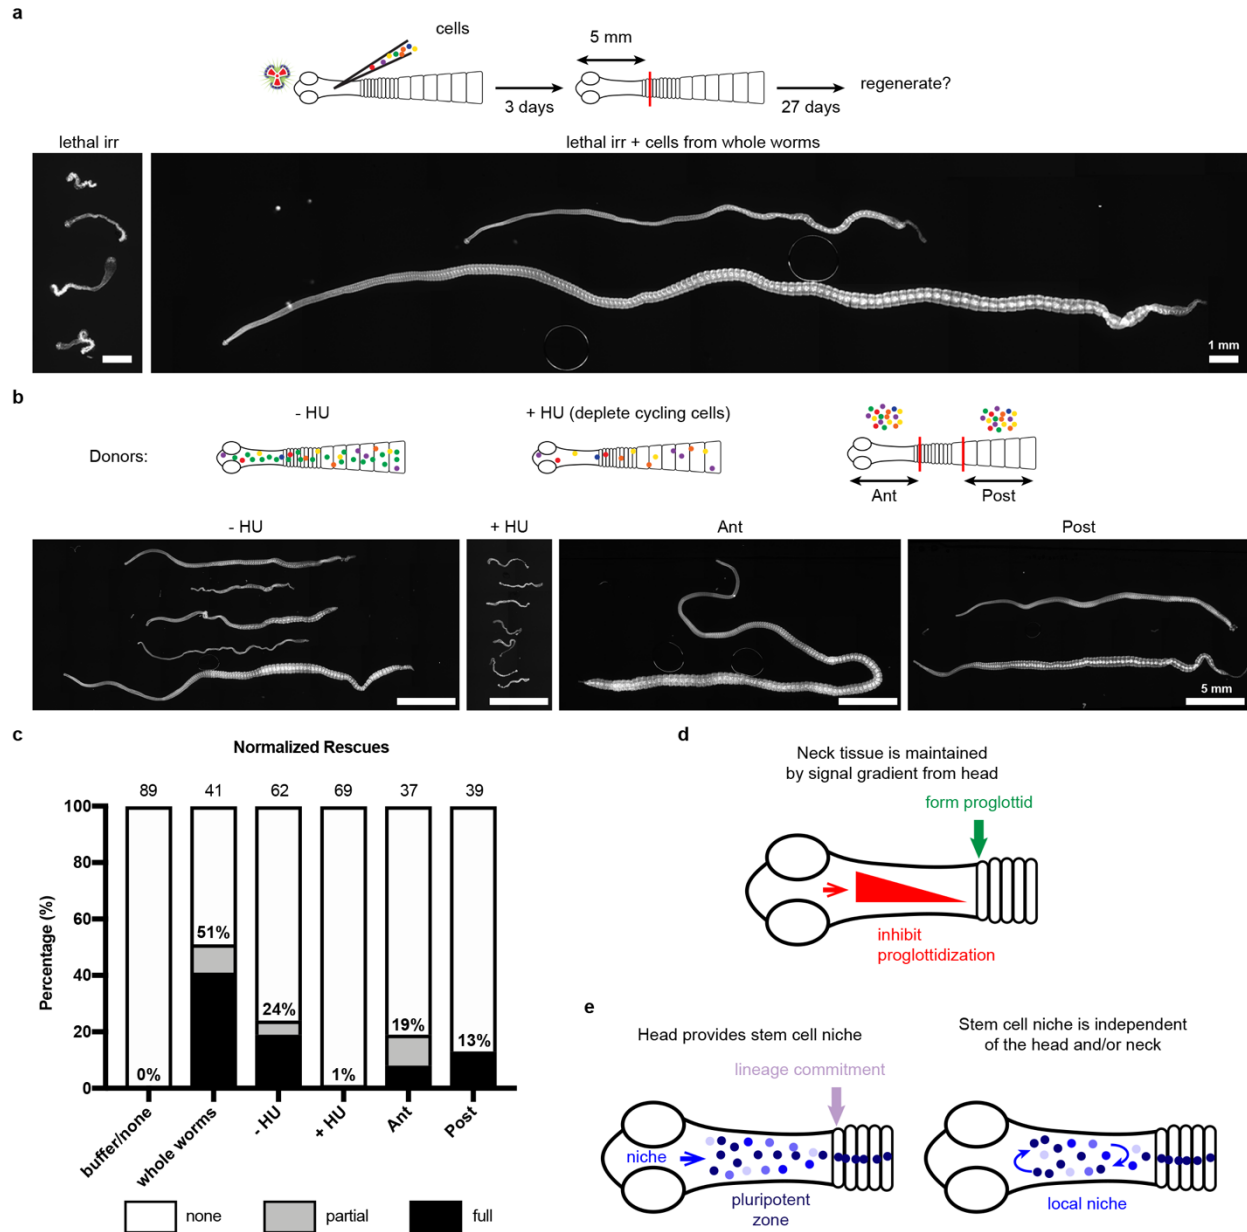 a
cells
5 mm
3 days
27 days
regenerate?
lethal irr
lethal irr + cells from whole worms
1 mm
b
- HU
+ HU (deplete cycling cells)
Donors:
Ant
Post
- HU
+ HU
Ant
Post
5 mm
c
Normalized Rescues
89
41
62
69
37
39
100
80
60
40
20
0
Percentage (%)
0%
51%
24%
1%
19%
13%
buffer/none
whole worms
- HU
+ HU
Ant
Post
none
partial
full
d
Neck tissue is maintained
by signal gradient from head
form proglottid
inhibit
proglottidization
e
Head provides stem cell niche
lineage commitment
niche
pluripotent
zone
Stem cell niche is independent
of the head and/or neck
local niche